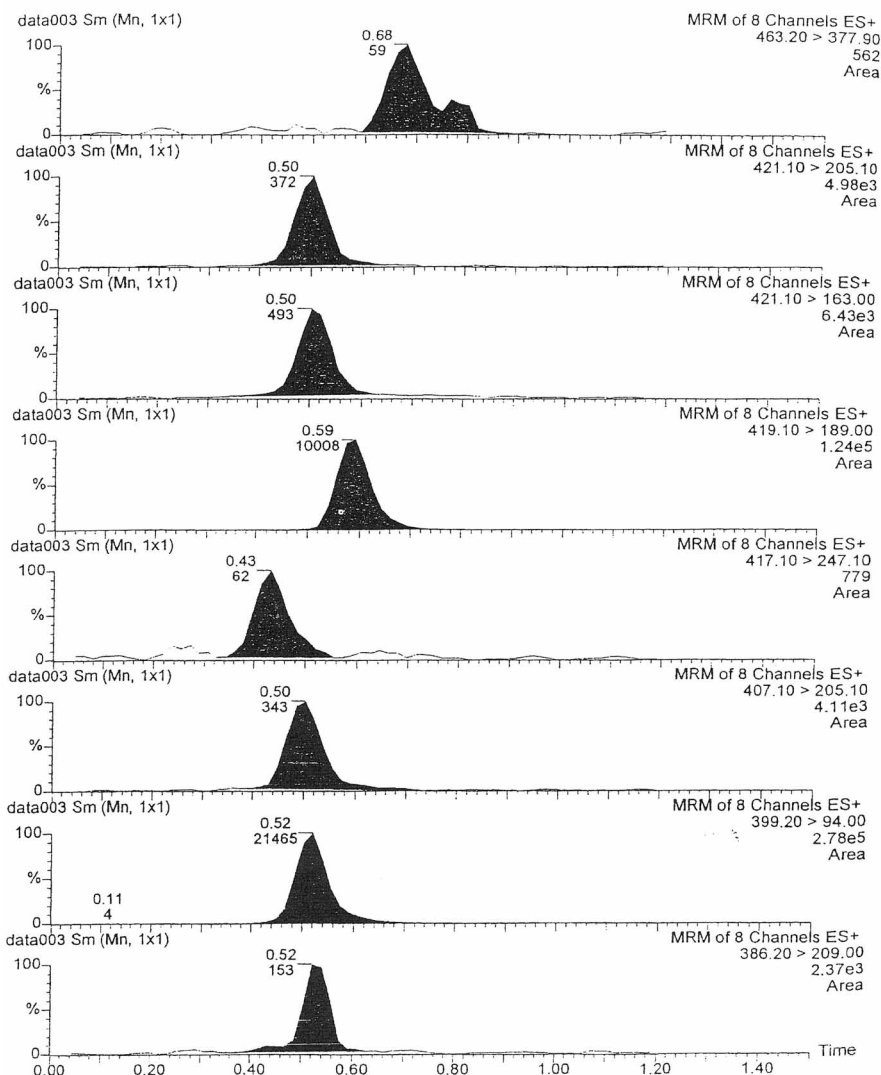 data003 Sm (Mn, 1x1)
MRM of 8 Channels ES+
463.20 > 377.90
562
Area
0.68
59
100
%
0
data003 Sm (Mn, 1x1)
MRM of 8 Channels ES+
421.10 > 205.10
4.98e3
Area
0.50
372
100
%
0
data003 Sm (Mn, 1x1)
MRM of 8 Channels ES+
421.10 > 163.00
6.43e3
Area
0.50
493
100
%
0
data003 Sm (Mn, 1x1)
MRM of 8 Channels ES+
419.10 > 189.00
1.24e5
Area
0.59
10008
100
%
0
data003 Sm (Mn, 1x1)
MRM of 8 Channels ES+
417.10 > 247.10
779
Area
0.43
62
100
%
0
data003 Sm (Mn, 1x1)
MRM of 8 Channels ES+
407.10 > 205.10
4.11e3
Area
0.50
343
100
%
0
data003 Sm (Mn, 1x1)
MRM of 8 Channels ES+
399.20 > 94.00
2.78e5
Area
0.52
21465
100
%
0.11
4
0
data003 Sm (Mn, 1x1)
MRM of 8 Channels ES+
386.20 > 209.00
2.37e3
Area
0.52
153
100
%
0
Time
0.00 0.20 0.40 0.60 0.80 1.00 1.20 1.40